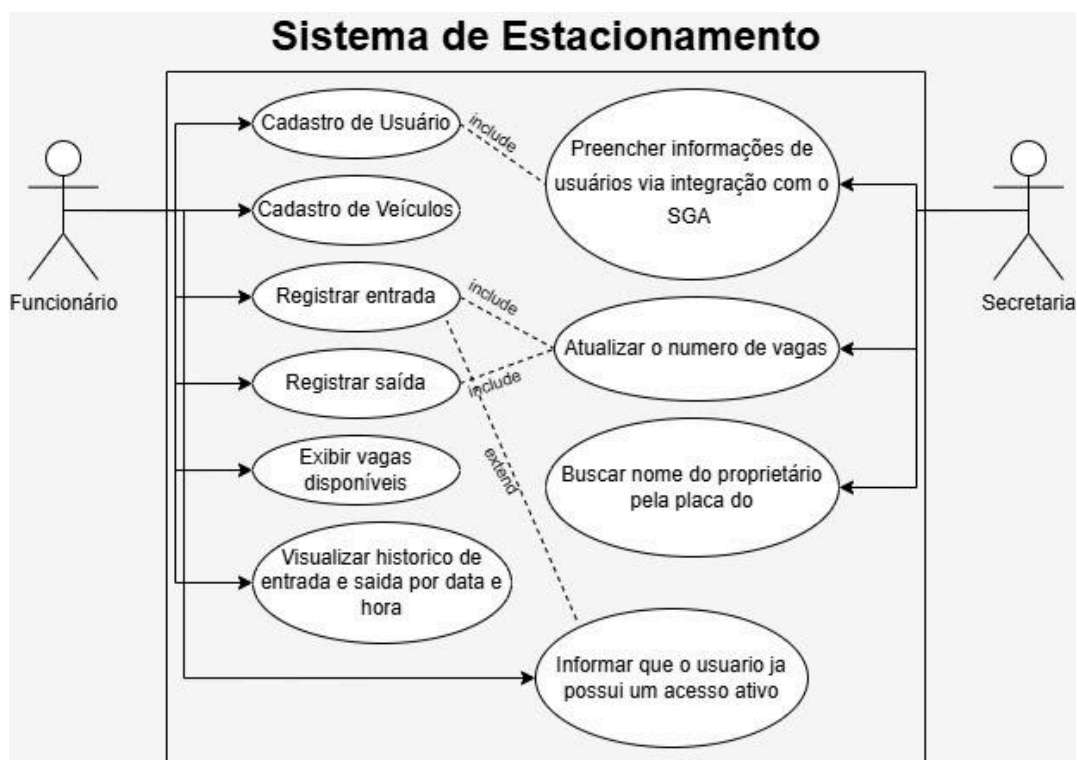 Sistema de Estacionamento
Cadastro de Usuário
include
Preencher informações de
usuários via integração com o
SGA
Cadastro de Veículos
Funcionário
Secretaria
Registrar entrada
include
Atualizar o numero de vagas
Registrar saída
include
Exibir vagas
disponíveis
extend
Buscar nome do proprietário
pela placa do
Visualizar historico de
entrada e saida por data e
hora
Informar que o usuario ja
possui um acesso ativo